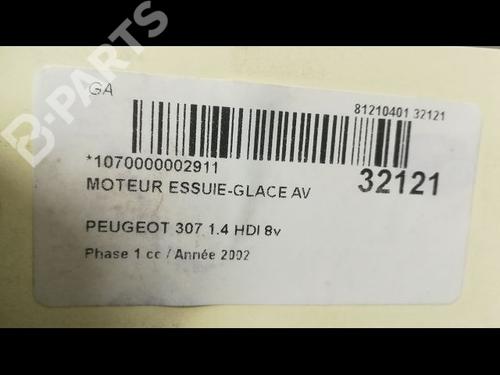 B-PARTS
GA
81210401 32121
*1070000002911
32121
MOTEUR ESSUIE-GLACE AV
PEUGEOT 307 1.4 HDI 8v
Phase 1 cc / Année 2002